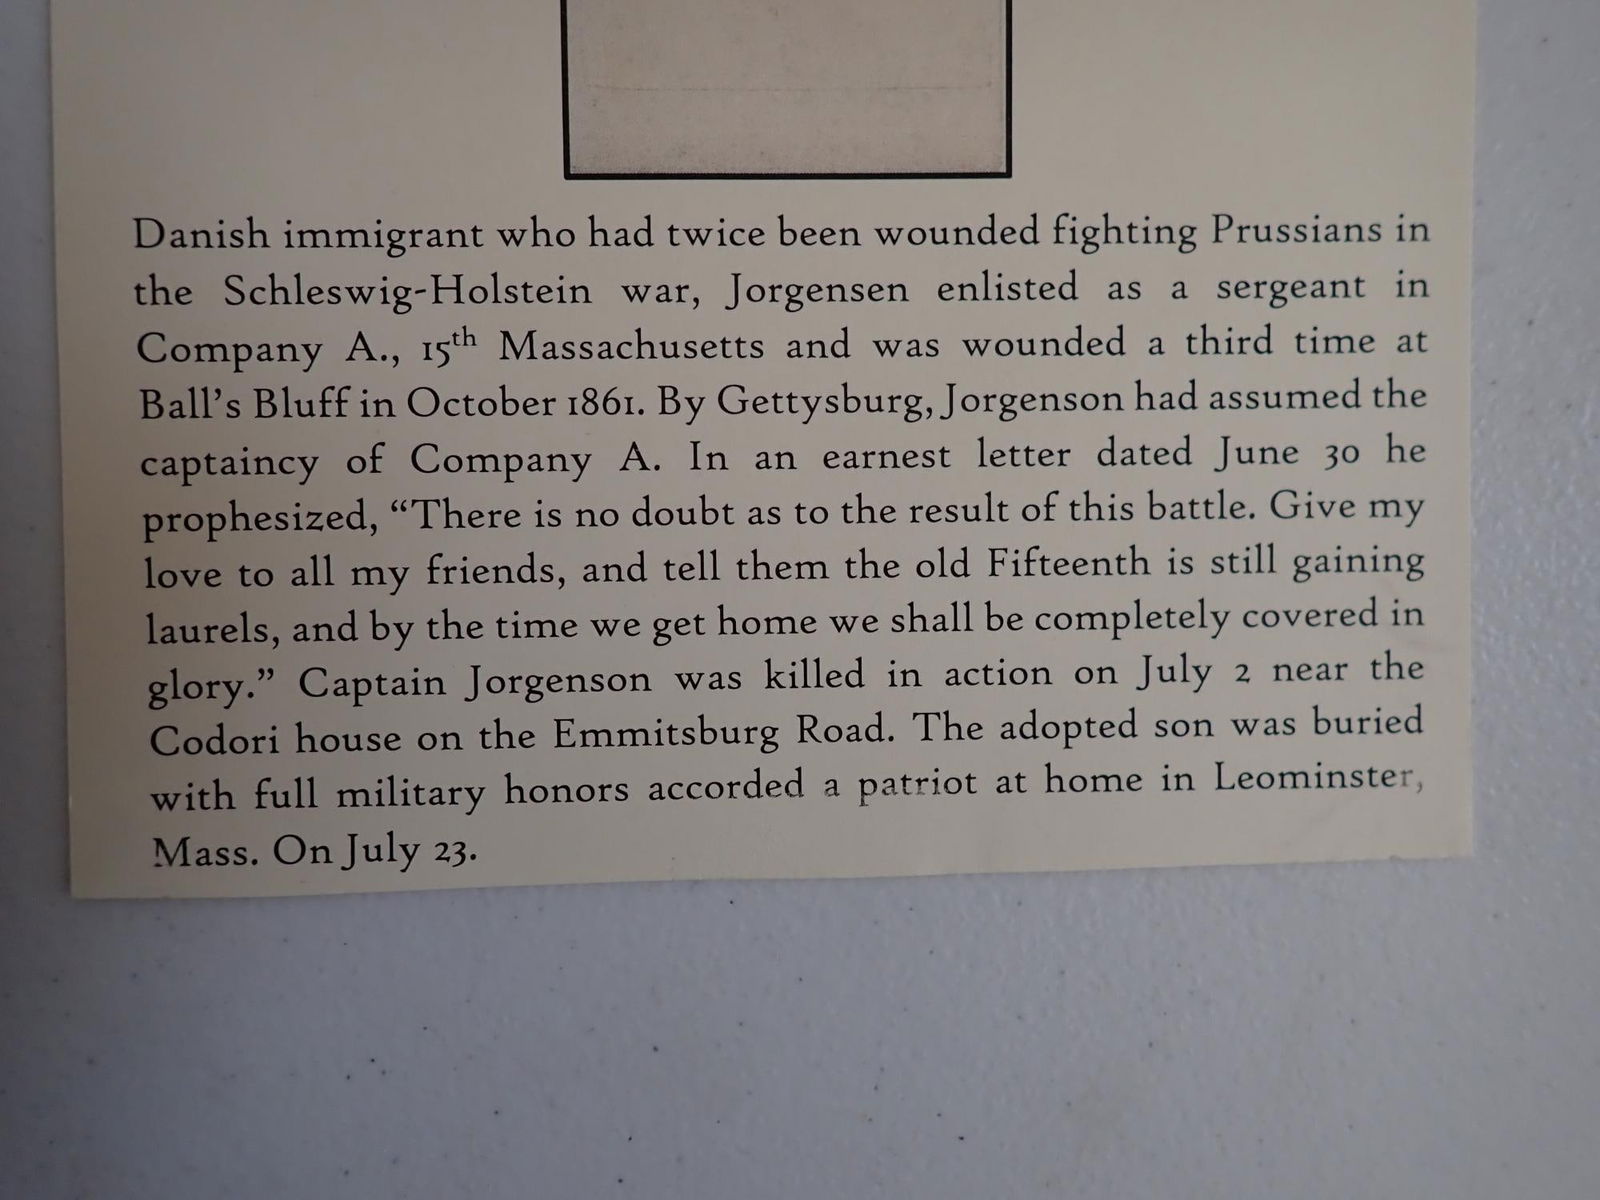 Danish immigrant who had twice been wounded fighting Prussians in
the Schleswig-Holstein war, Jorgensen enlisted as a sergeant in
Company A., 15th Massachusetts and was wounded a third time at
Ball's Bluff in October 1861. By Gettysburg, Jorgenson had assumed the
captaincy of Company A. In an earnest letter dated June 30 he
prophesized, “There is no doubt as to the result of this battle. Give my
love to all my friends, and tell them the old Fifteenth is still gaining
laurels, and by the time we get home we shall be completely covered in
glory.” Captain Jorgenson was killed in action on July 2 near the
Codori house on the Emmitsburg Road. The adopted son was buried
with full military honors accorded a patriot at home in Leominster,
Mass. On July 23.